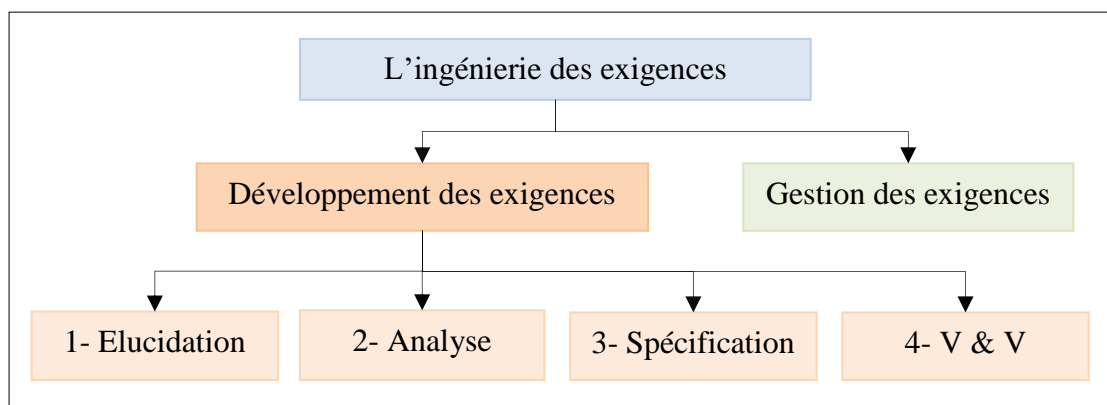 L'ingénierie des exigences
Développement des exigences
Gestion des exigences
1- Elucidation
2- Analyse
3- Spécification
4- V & V